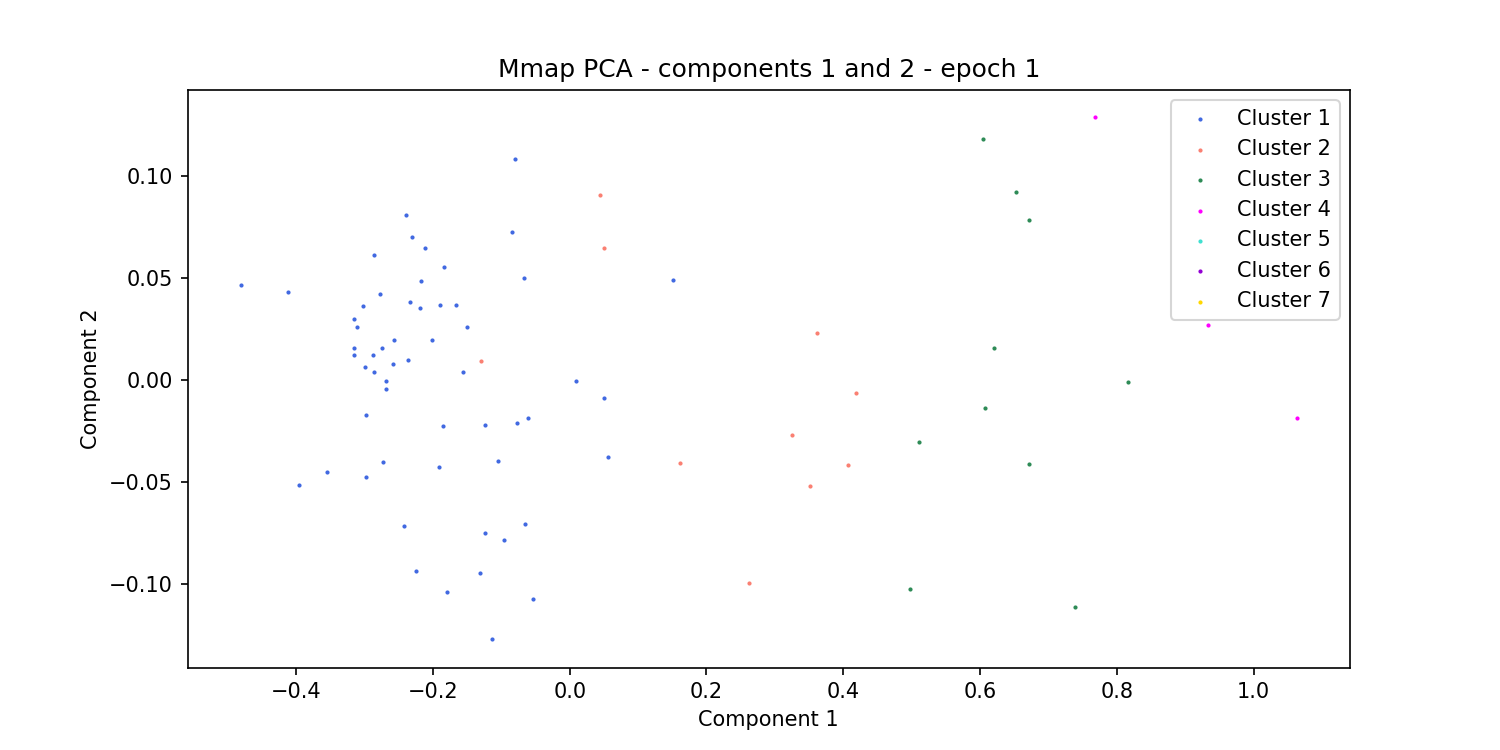 Mmap PCA - components 1 and 2 - epoch 1
Cluster 1
Cluster 2
Cluster 3
Cluster 4
Cluster 5
Cluster 6
Cluster 7
Component 2
0.10
0.05
0.00
−0.05
−0.10
−0.4
−0.2
0.0
0.2
0.4
0.6
0.8
1.0
Component 1